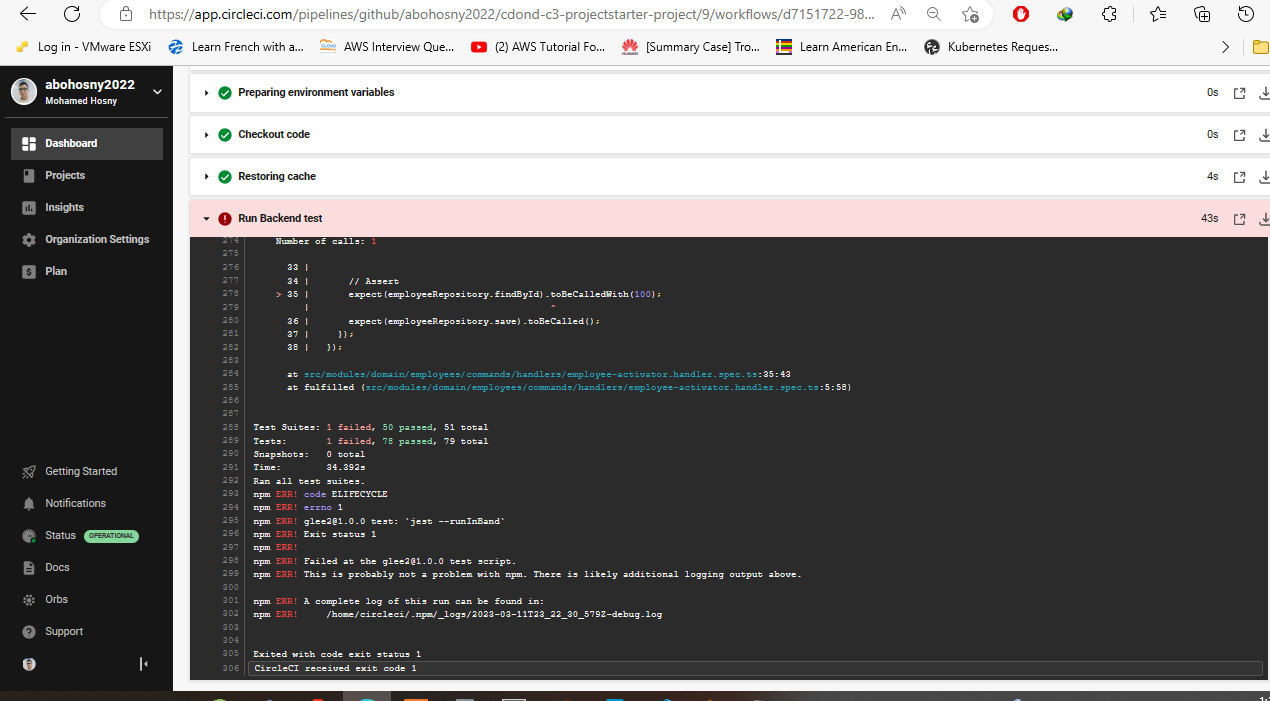 https://app.circleci.com/pipelines/github/abohosny2022/cdond-c3-projectstarter-project/9/workflows/d7151722-98...
Log in - VMware ESXi
Learn French with a...
AWS Interview Que...
(2) AWS Tutorial Fo...
[Summary Case] Tro...
Learn American En...
Kubernetes Reques...
abohosny2022
Mohamed Hosny
Dashboard
Projects
Insights
Organization Settings
Plan
Getting Started
Notifications
Status OPERATIONAL
Docs
Orbs
Support
Preparing environment variables 0s
Checkout code 0s
Restoring cache 4s
Run Backend test 43s
274 Number of calls: 1
275
276 33 |
277 34 | // Assert
278 > 35 | expect(employeeRepository.findById).toBeCalledWith(100);
279 | ^
280 36 | expect(employeeRepository.save).toBeCalled();
281 37 | });
282 38 | });
283
284 at src/modules/domain/employees/commands/handlers/employee-activator.handler.spec.ts:35:43
285 at fulfilled (src/modules/domain/employees/commands/handlers/employee-activator.handler.spec.ts:5:58)
286
287
288 Test Suites: 1 failed, 50 passed, 51 total
289 Tests: 1 failed, 78 passed, 79 total
290 Snapshots: 0 total
291 Time: 34.392s
292 Ran all test suites.
293 npm ERR! code ELIFECYCLE
294 npm ERR! errno 1
295 npm ERR! glee2@1.0.0 test: `jest --runInBand`
296 npm ERR! Exit status 1
297 npm ERR!
298 npm ERR! Failed at the glee2@1.0.0 test script.
299 npm ERR! This is probably not a problem with npm. There is likely additional logging output above.
300
301 npm ERR! A complete log of this run can be found in:
302 npm ERR! /home/circleci/.npm/_logs/2023-03-11T23_22_30_579Z-debug.log
303
304
305 Exited with code exit status 1
306 CircleCI received exit code 1